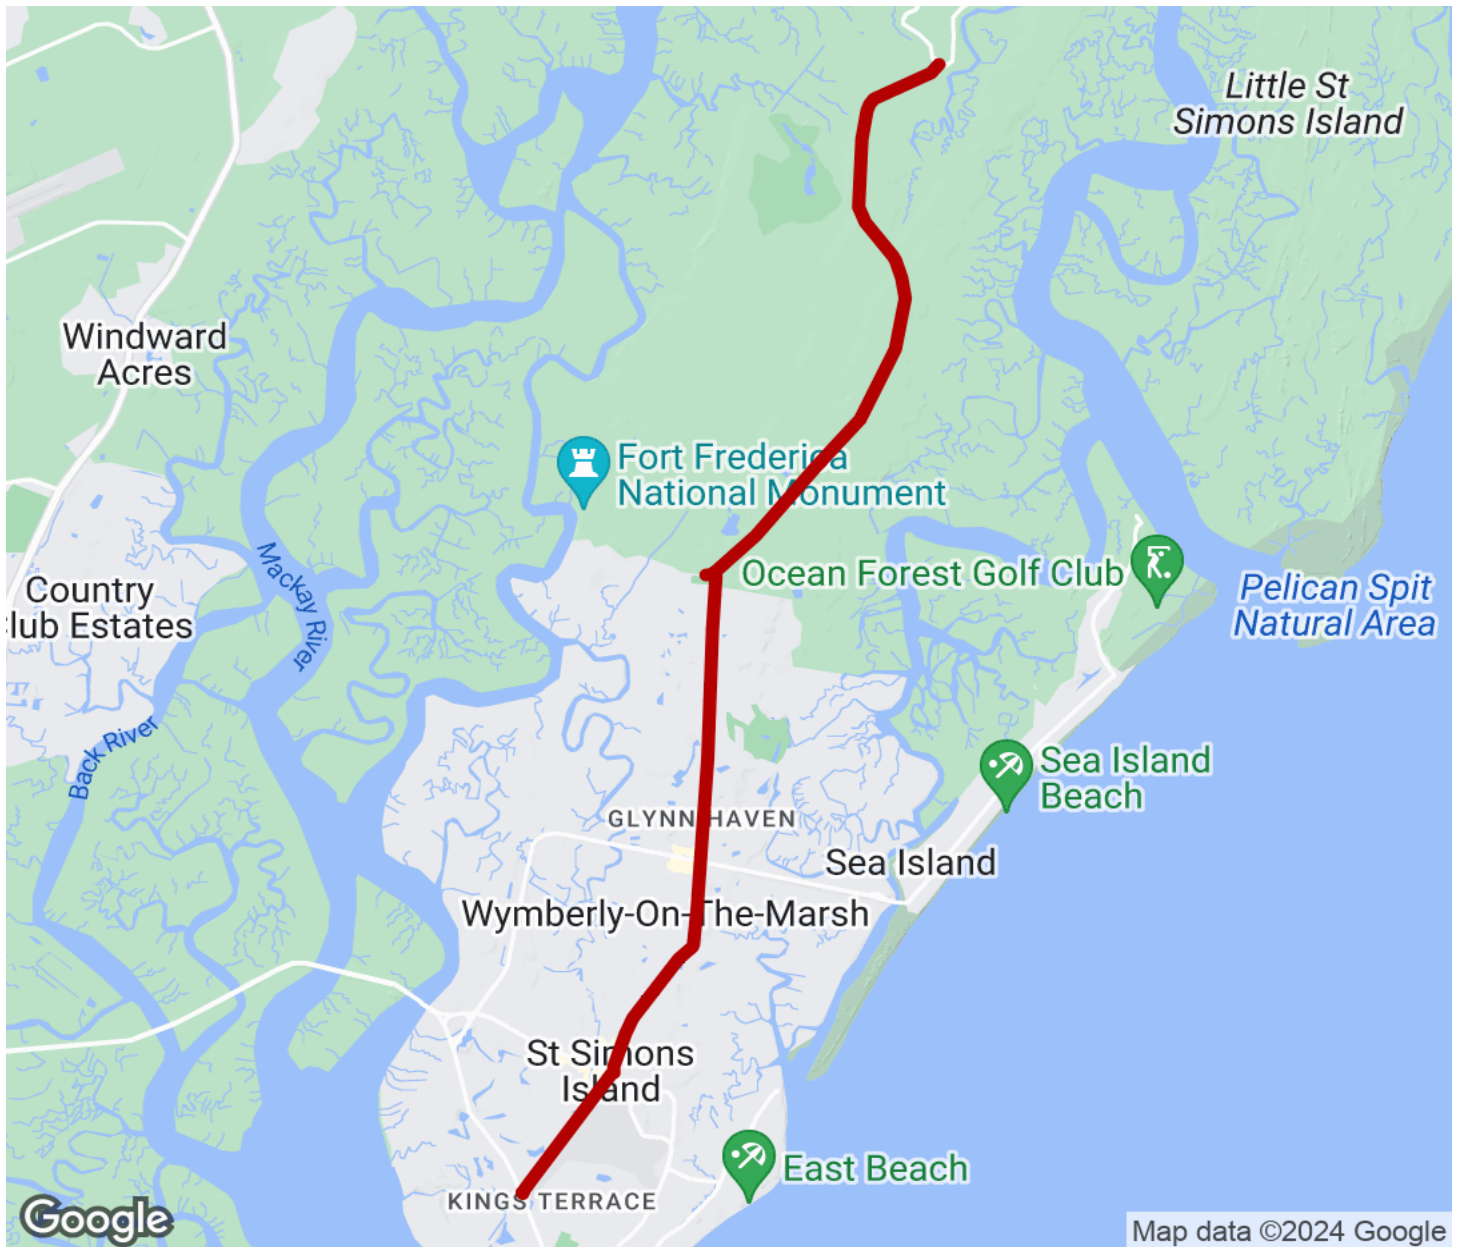 Little St
Simons Island
Windward
Acres
Fort Frederica
National Monument
Mackay River
Ocean Forest Golf Club
Pelican Spit
Natural Area
Country
lub Estates
Back River
Sea Island
Beach
GLYNN HAVEN
Sea Island
Wymberly-On-The-Marsh
St Simons
Island
East Beach
KINGS TERRACE
Google
Map data ©2024 Google